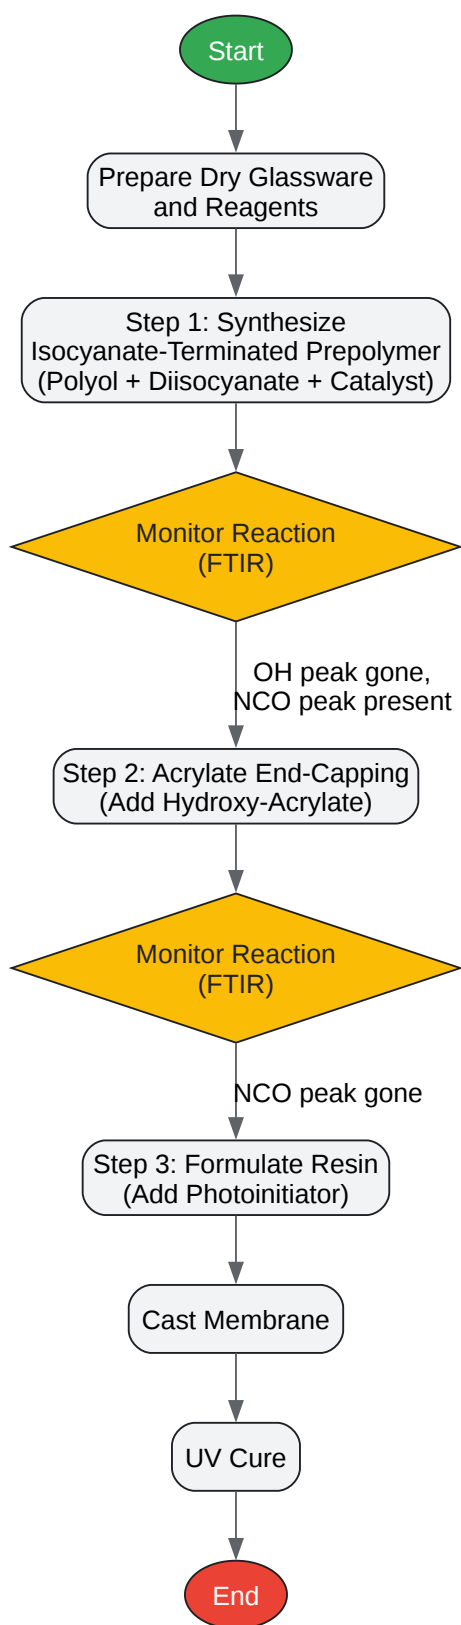 Start
Prepare Dry Glassware
and Reagents
Step 1: Synthesize
Isocyanate-Terminated Prepolymer
(Polyol + Diisocyanate + Catalyst)
Monitor Reaction
(FTIR)
OH peak gone,
NCO peak present
Step 2: Acrylate End-Capping
(Add Hydroxy-Acrylate)
Monitor Reaction
(FTIR)
NCO peak gone
Step 3: Formulate Resin
(Add Photoinitiator)
Cast Membrane
UV Cure
End